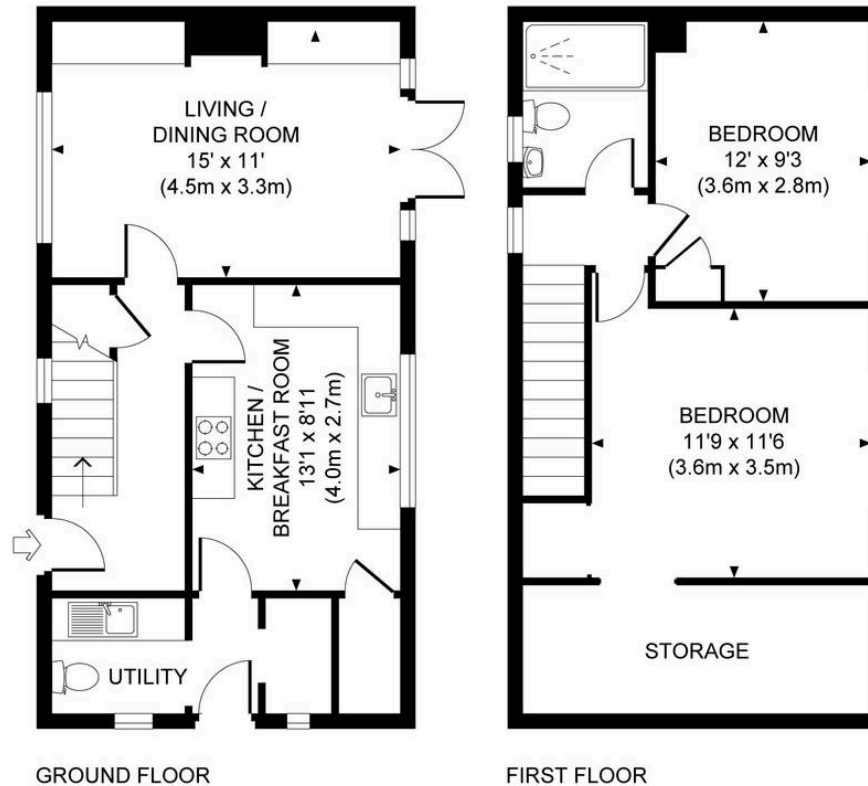 LIVING /
DINING ROOM
15' x 11'
(4.5m x 3.3m)
KITCHEN /
BREAKFAST ROOM
13'1 x 8'11
(4.0m x 2.7m)
UTILITY
GROUND FLOOR
BEDROOM
12' x 9'3
(3.6m x 2.8m)
BEDROOM
11'9 x 11'6
(3.6m x 3.5m)
STORAGE
FIRST FLOOR